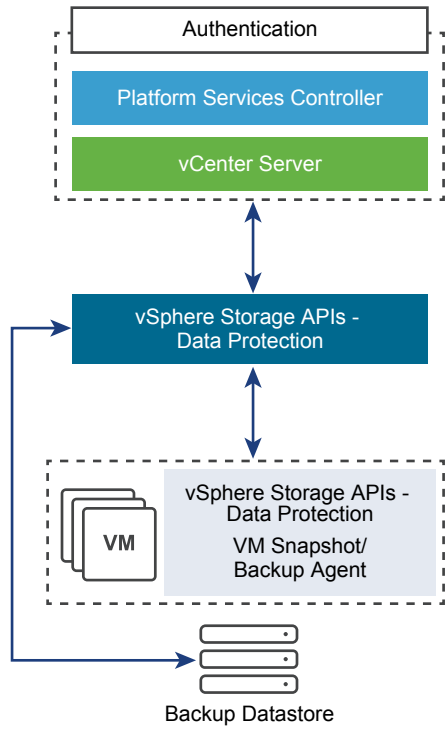 Authentication
Platform Services Controller
vCenter Server
vSphere Storage APIs -
Data Protection
vSphere Storage APIs -
Data Protection
VM Snapshot/
Backup Agent
VM
Backup Datastore